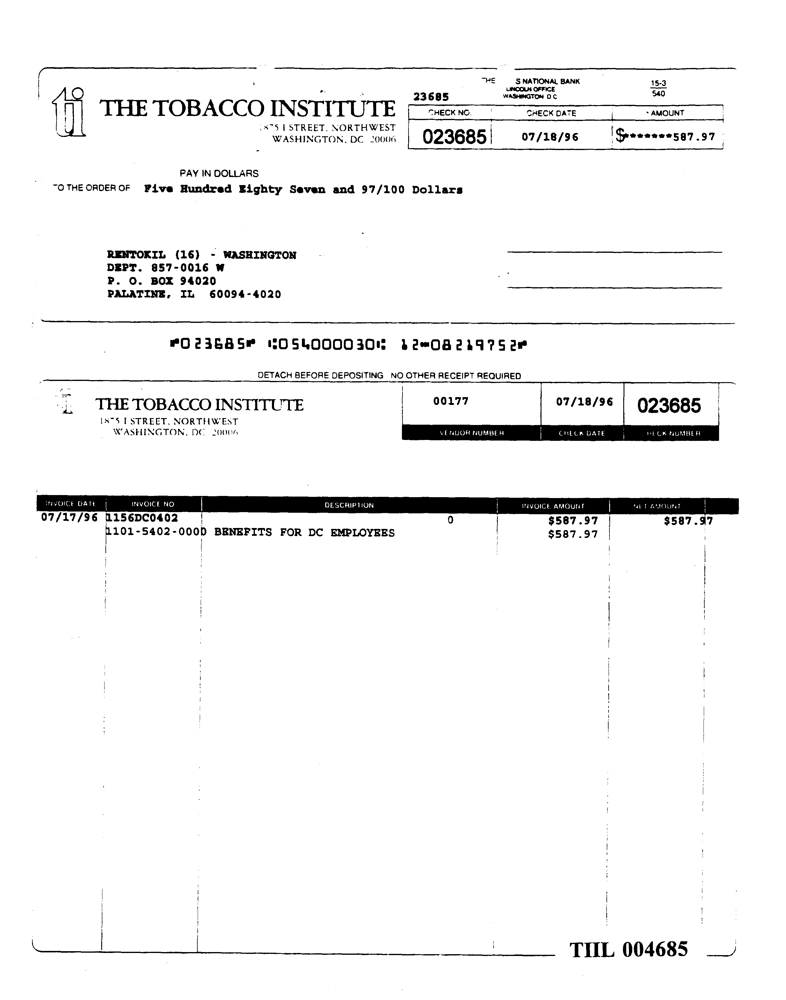 THE S NATIONAL BANK
LINCOLN OFFICE
WASHINGTON D C
15-3
540
23685
THE TOBACCO INSTITUTE
1875 I STREET, NORTHWEST
WASHINGTON, DC 20006
CHECK NO. CHECK DATE AMOUNT
023685 07/18/96 $*******587.97
PAY IN DOLLARS
TO THE ORDER OF Five Hundred Eighty Seven and 97/100 Dollars
RENTOKIL (16) - WASHINGTON
DEPT. 857-0016 W
P. O. BOX 94020
PALATINE, IL 60094-4020
⑈023685⑈ ⑆054000030⑆ 12⑉08219752⑈
DETACH BEFORE DEPOSITING NO OTHER RECEIPT REQUIRED
THE TOBACCO INSTITUTE
1875 I STREET, NORTHWEST
WASHINGTON, DC 20006
00177 07/18/96 023685
VENDOR NUMBER CHECK DATE CHECK NUMBER
INVOICE DATE INVOICE NO DESCRIPTION INVOICE AMOUNT NET AMOUNT
07/17/96 1156DC0402 0 $587.97 $587.97
1101-5402-000D BENEFITS FOR DC EMPLOYEES $587.97
TIIL 004685